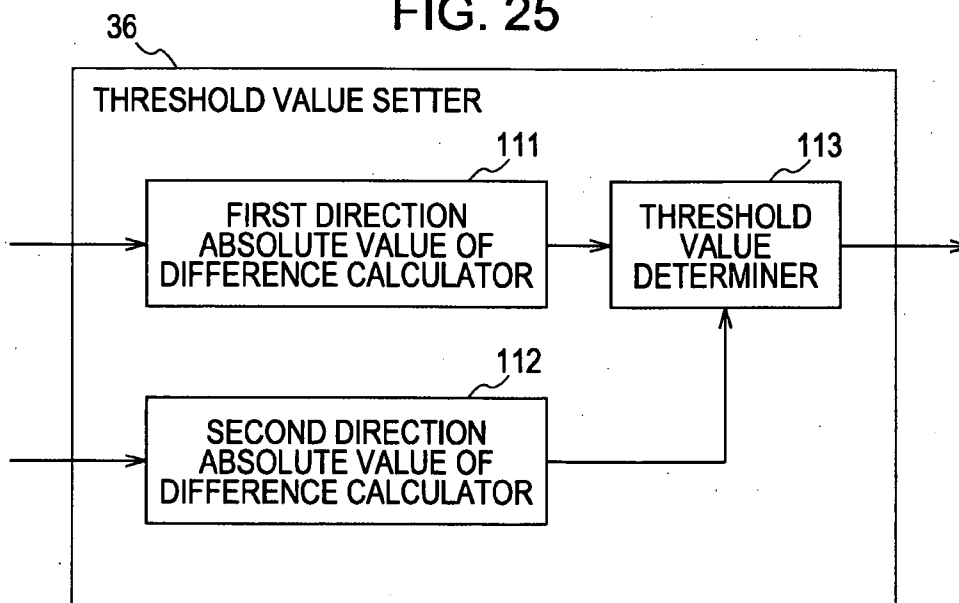 FIG. 25
36
THRESHOLD VALUE SETTER
111
FIRST DIRECTION
ABSOLUTE VALUE OF
DIFFERENCE CALCULATOR
113
THRESHOLD
VALUE
DETERMINER
112
SECOND DIRECTION
ABSOLUTE VALUE OF
DIFFERENCE CALCULATOR